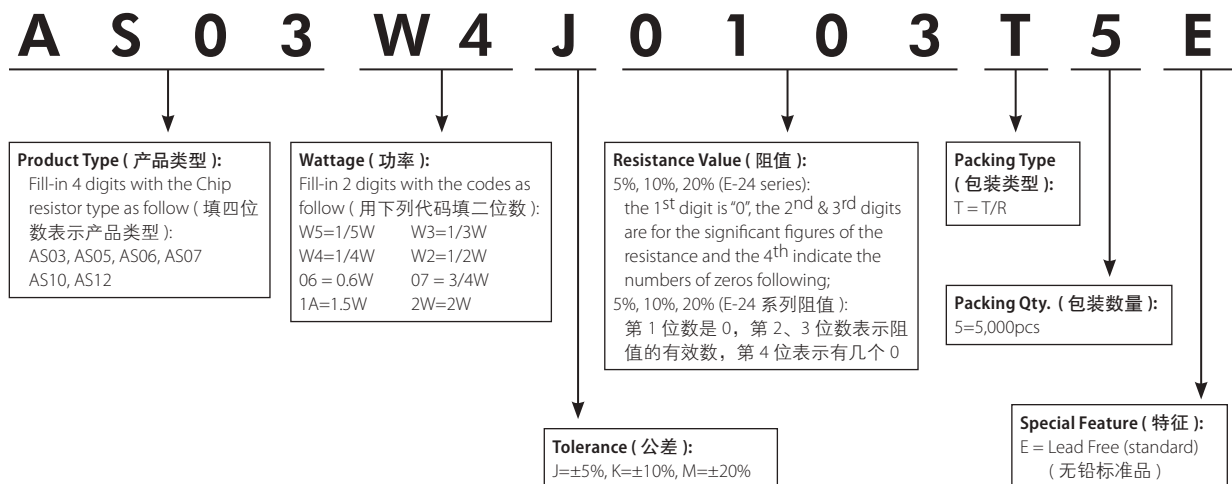 A S 0 3 W 4 J 0 1 0 3 T 5 E
Product Type ( 产品类型 ):
Fill-in 4 digits with the Chip
resistor type as follow ( 填四位
数表示产品类型 ):
AS03, AS05, AS06, AS07
AS10, AS12
Wattage ( 功率 ):
Fill-in 2 digits with the codes as
follow ( 用下列代码填二位数 ):
W5=1/5W W3=1/3W
W4=1/4W W2=1/2W
06 = 0.6W 07 = 3/4W
1A=1.5W 2W=2W
Resistance Value ( 阻值 ):
5%, 10%, 20% (E-24 series):
the 1st digit is “0”, the 2nd & 3rd digits
are for the significant figures of the
resistance and the 4th indicate the
numbers of zeros following;
5%, 10%, 20% (E-24 系列阻值 ):
第 1 位数是 0，第 2、3 位数表示阻
值的有效数，第 4 位表示有几个 0
Packing Type
( 包装类型 ):
T = T/R
Packing Qty. ( 包装数量 ):
5=5,000pcs
Tolerance ( 公差 ):
J=±5%, K=±10%, M=±20%
Special Feature ( 特征 ):
E = Lead Free (standard)
( 无铅标准品 )